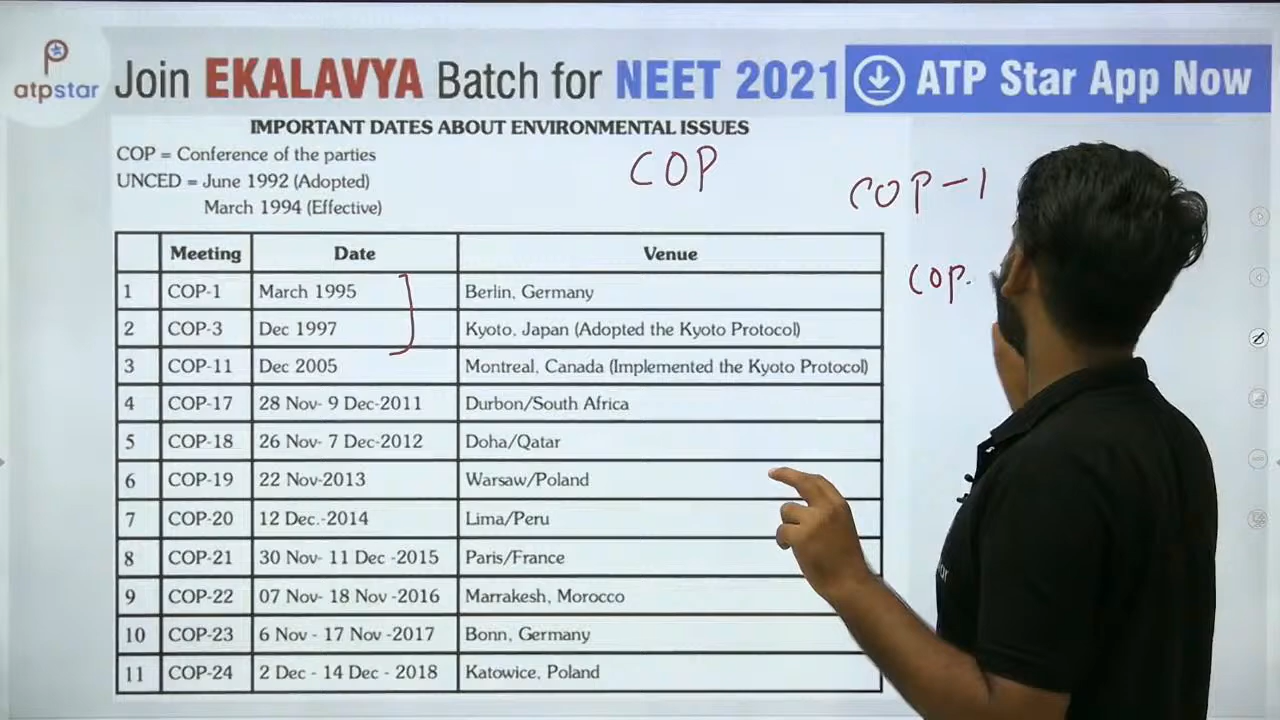 atpstar
Join EKALAVYA Batch for NEET 2021
ATP Star App Now
IMPORTANT DATES ABOUT ENVIRONMENTAL ISSUES
COP = Conference of the parties
UNCED = June 1992 (Adopted)
March 1994 (Effective)
COP
COP-1
COP-
Meeting Date Venue
1 COP-1 March 1995 Berlin, Germany
2 COP-3 Dec 1997 Kyoto, Japan (Adopted the Kyoto Protocol)
3 COP-11 Dec 2005 Montreal, Canada (Implemented the Kyoto Protocol)
4 COP-17 28 Nov- 9 Dec-2011 Durbon/South Africa
5 COP-18 26 Nov- 7 Dec-2012 Doha/Qatar
6 COP-19 22 Nov-2013 Warsaw/Poland
7 COP-20 12 Dec.-2014 Lima/Peru
8 COP-21 30 Nov- 11 Dec -2015 Paris/France
9 COP-22 07 Nov- 18 Nov -2016 Marrakesh, Morocco
10 COP-23 6 Nov - 17 Nov -2017 Bonn, Germany
11 COP-24 2 Dec - 14 Dec - 2018 Katowice, Poland